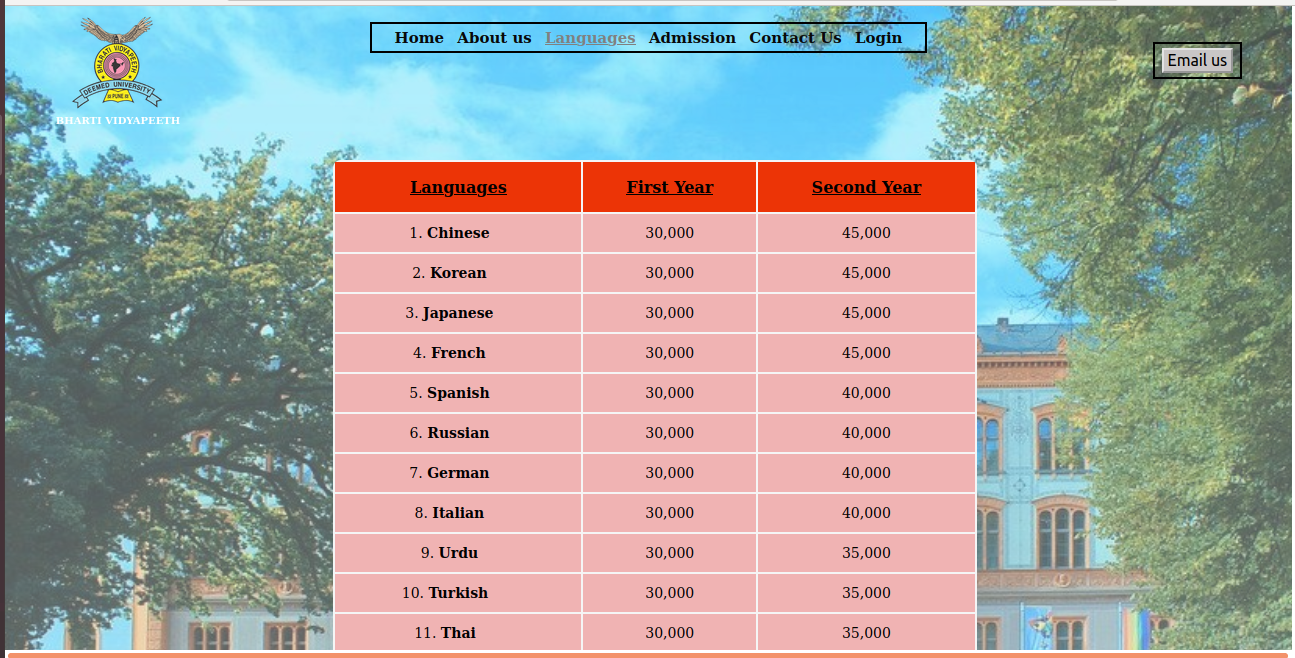 Home About us Languages Admission Contact Us Login
Email us
BHARATI VIDYAPEETH
DEEMED UNIVERSITY
PUNE
BHARTI VIDYAPEETH
Languages First Year Second Year
1. Chinese 30,000 45,000
2. Korean 30,000 45,000
3. Japanese 30,000 45,000
4. French 30,000 45,000
5. Spanish 30,000 40,000
6. Russian 30,000 40,000
7. German 30,000 40,000
8. Italian 30,000 40,000
9. Urdu 30,000 35,000
10. Turkish 30,000 35,000
11. Thai 30,000 35,000